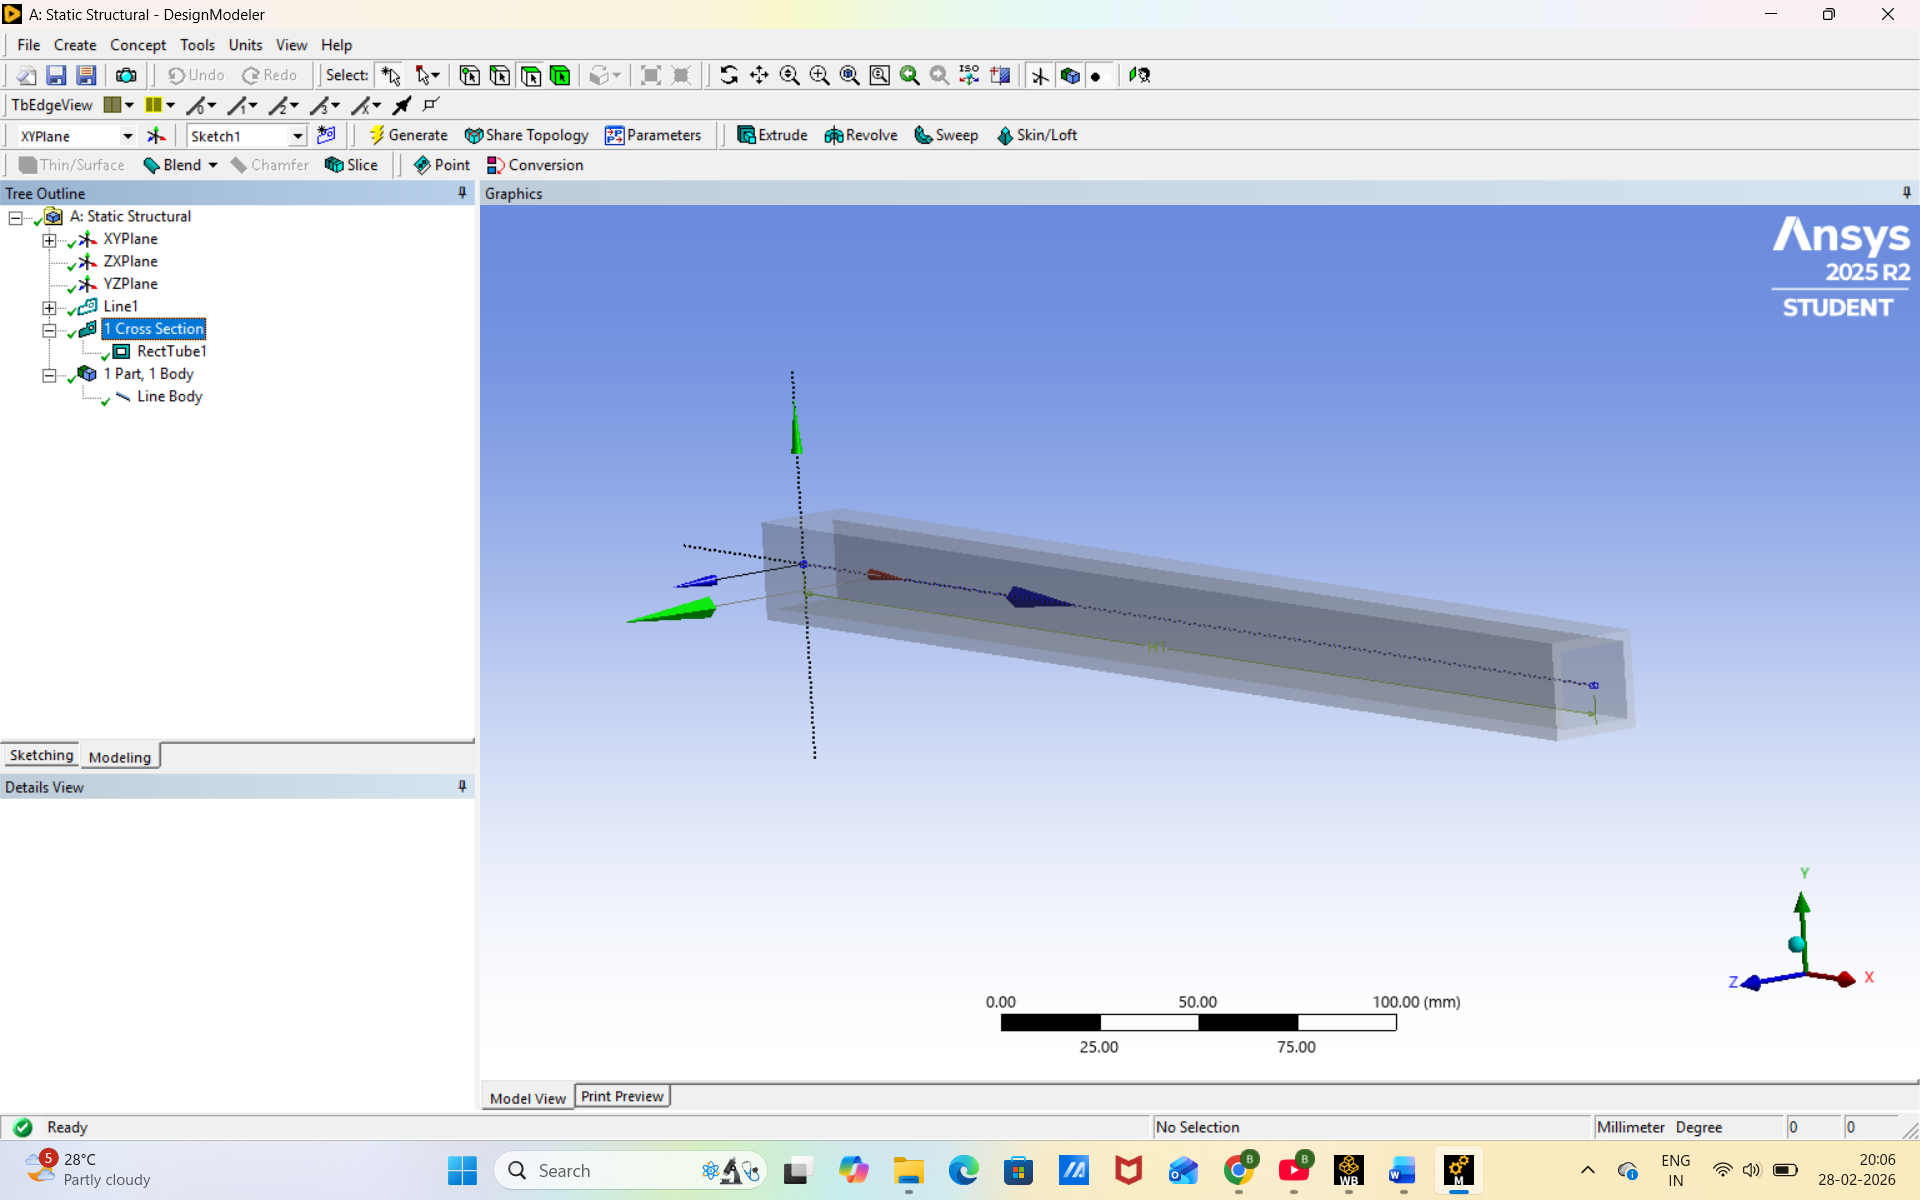 A: Static Structural - DesignModeler
File Create Concept Tools Units View Help
Undo Redo Select: ISO
TbEdgeView
XYPlane Sketch1 Generate Share Topology Parameters Extrude Revolve Sweep Skin/Loft
Thin/Surface Blend Chamfer Slice Point Conversion
Tree Outline
A: Static Structural
XYPlane
ZXPlane
YZPlane
Line1
1 Cross Section
RectTube1
1 Part, 1 Body
Line Body
Sketching Modeling
Details View
Graphics
Ansys
2025 R2
STUDENT
H1
Y
Z
X
0.00 50.00 100.00 (mm)
25.00 75.00
Model View Print Preview
Ready No Selection Millimeter Degree 0 0
5
28°C
Partly cloudy
Search
B
B
WB
W
M
ENG
IN
20:06
28-02-2026